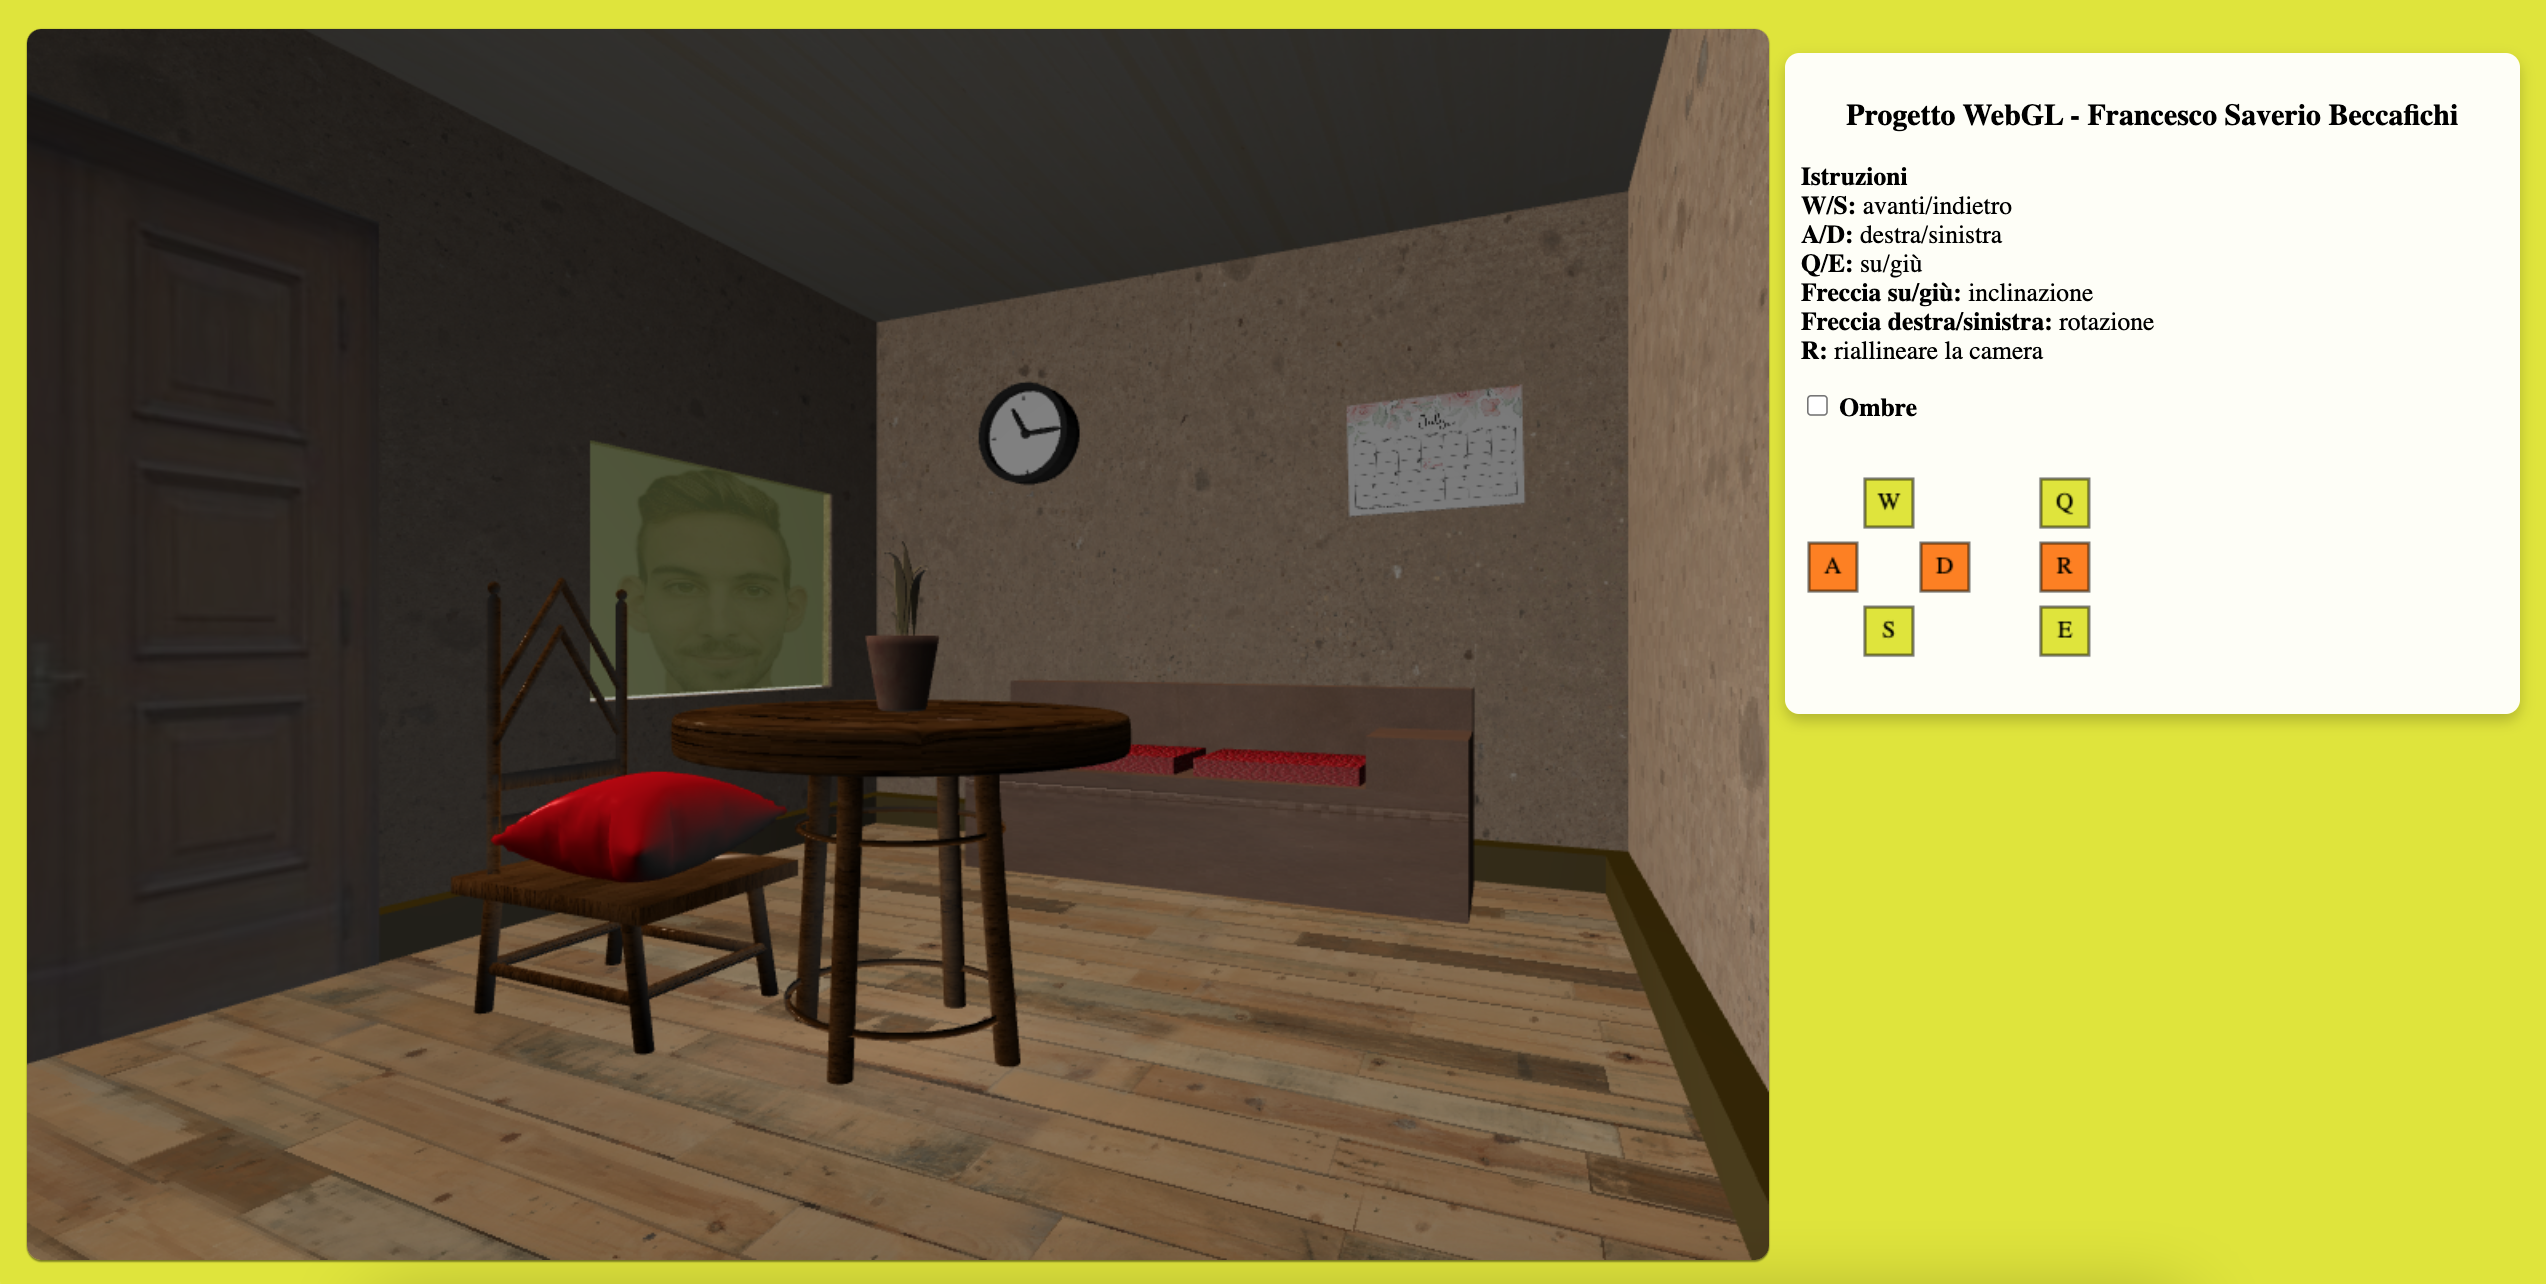 July
Progetto WebGL - Francesco Saverio Beccafichi
Istruzioni
W/S: avanti/indietro
A/D: destra/sinistra
Q/E: su/giù
Freccia su/giù: inclinazione
Freccia destra/sinistra: rotazione
R: riallineare la camera
Ombre
W Q
A D R
S E